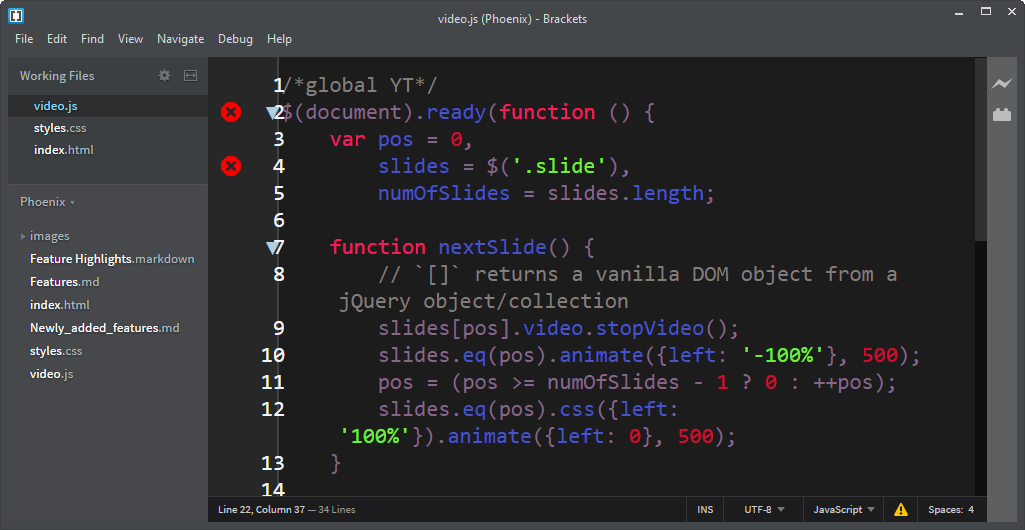 video.js (Phoenix) - Brackets
File Edit Find View Navigate Debug Help
Working Files
video.js
styles.css
index.html
Phoenix
images
Feature Highlights.markdown
Features.md
index.html
Newly_added_features.md
styles.css
video.js
1 /*global YT*/
2 $(document).ready(function () {
3 var pos = 0,
4 slides = $('.slide'),
5 numOfSlides = slides.length;
6
7 function nextSlide() {
8 // `[]` returns a vanilla DOM object from a
jQuery object/collection
9 slides[pos].video.stopVideo();
10 slides.eq(pos).animate({left: '-100%'}, 500);
11 pos = (pos >= numOfSlides - 1 ? 0 : ++pos);
12 slides.eq(pos).css({left:
'100%'}).animate({left: 0}, 500);
13 }
14
Line 22, Column 37 — 34 Lines INS UTF-8 JavaScript Spaces: 4